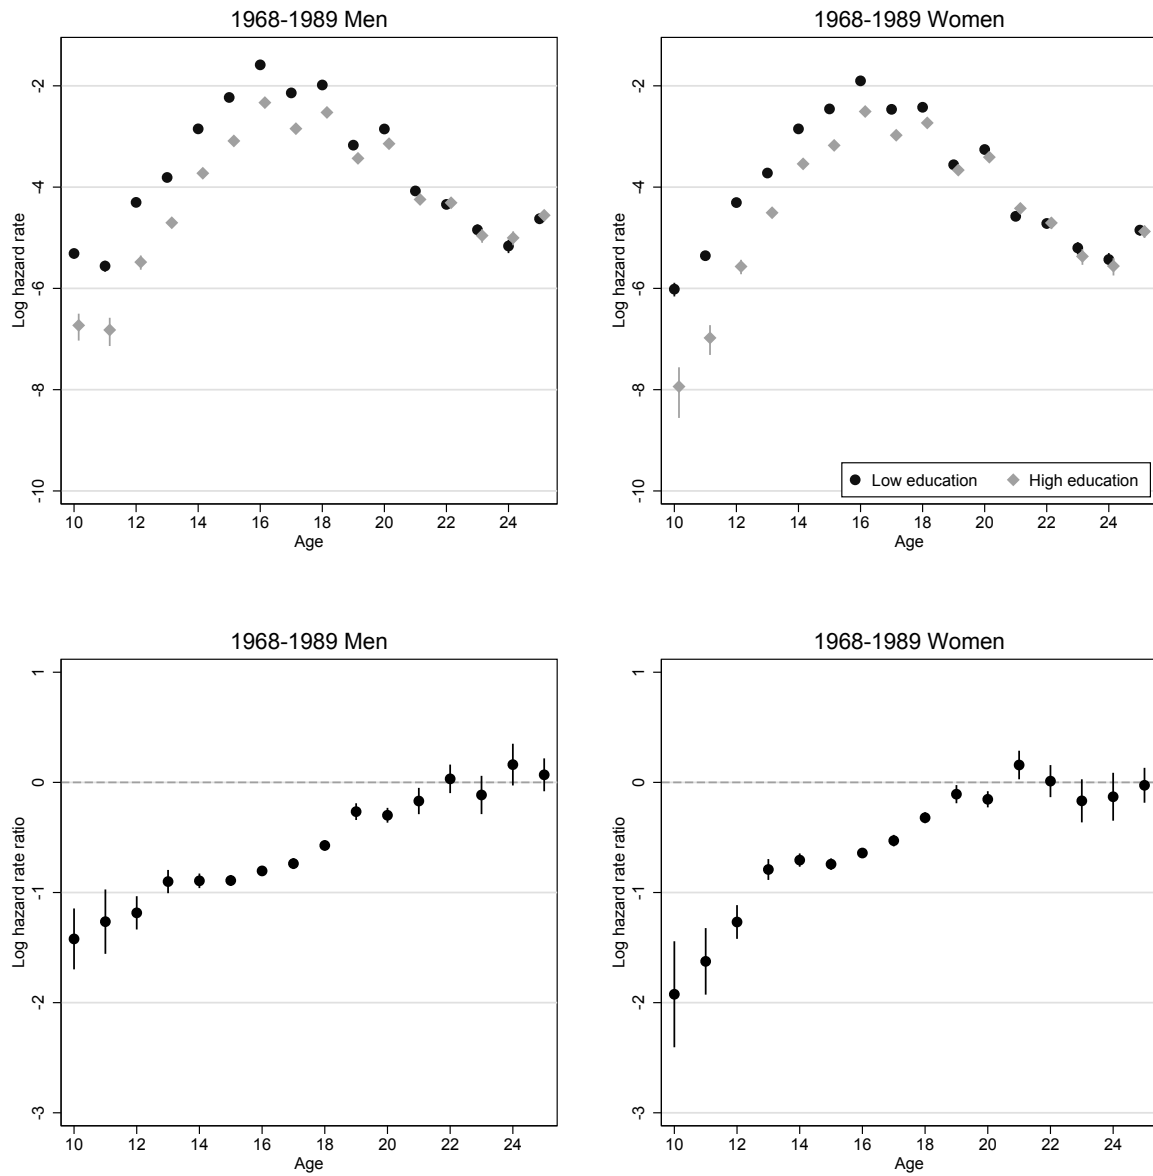 1968-1989 Men
Log hazard rate
-2
-4
-6
-8
-10
10 12 14 16 18 20 22 24
Age
1968-1989 Women
Log hazard rate
-2
-4
-6
-8
-10
Low education High education
10 12 14 16 18 20 22 24
Age
1968-1989 Men
Log hazard rate ratio
1
0
-1
-2
-3
10 12 14 16 18 20 22 24
Age
1968-1989 Women
Log hazard rate ratio
1
0
-1
-2
-3
10 12 14 16 18 20 22 24
Age